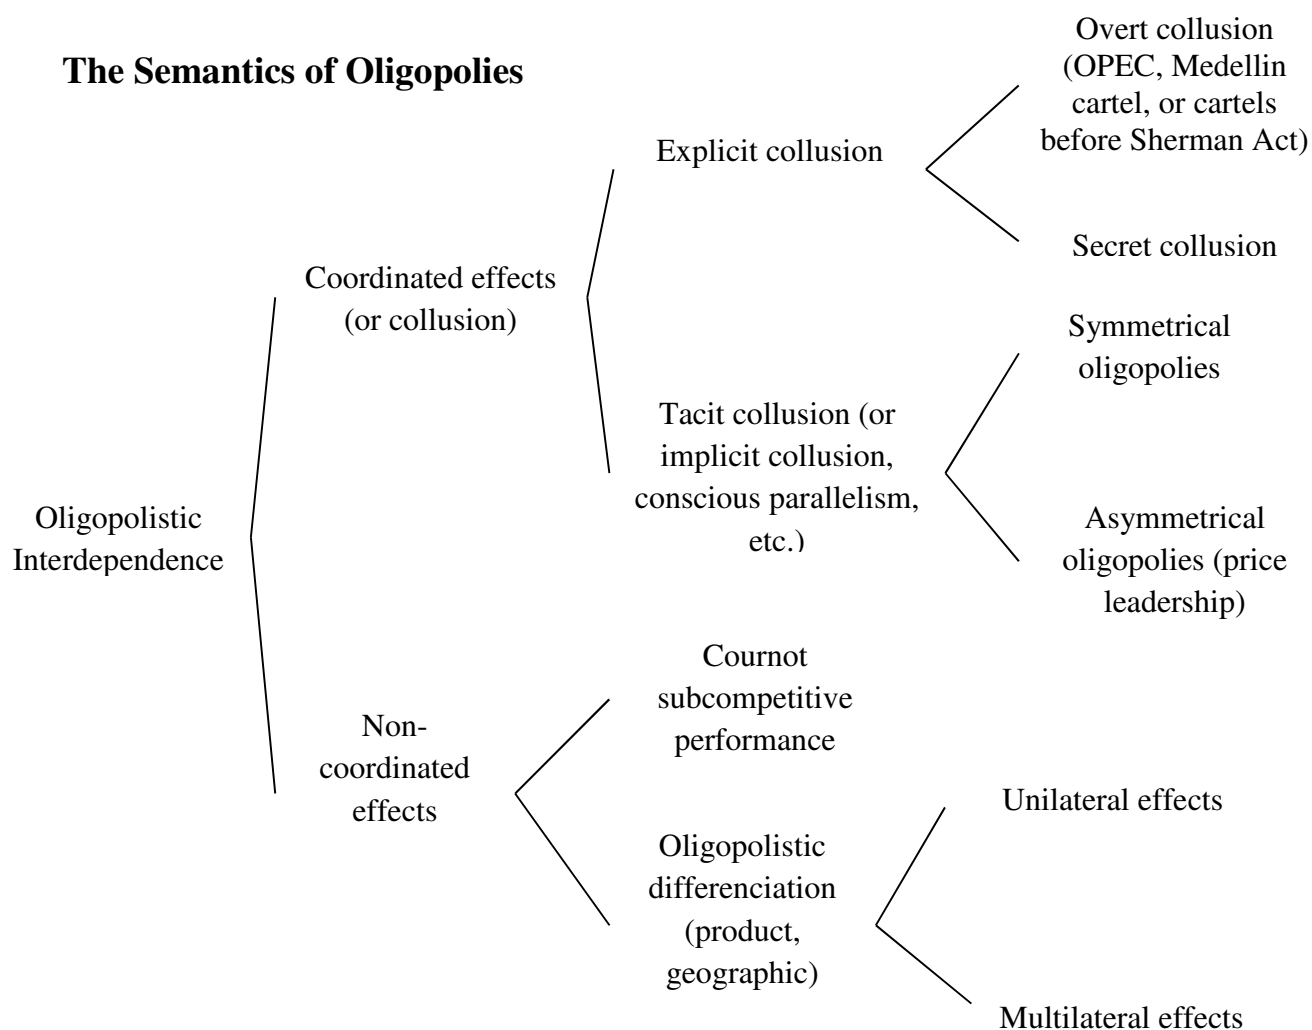 The Semantics of Oligopolies
Overt collusion
(OPEC, Medellin
cartel, or cartels
before Sherman Act)
Explicit collusion
Secret collusion
Coordinated effects
(or collusion)
Symmetrical
oligopolies
Tacit collusion (or
implicit collusion,
conscious parallelism,
etc.)
Asymmetrical
oligopolies (price
leadership)
Oligopolistic
Interdependence
Cournot
subcompetitive
performance
Non-
coordinated
effects
Unilateral effects
Oligopolistic
differenciation
(product,
geographic)
Multilateral effects